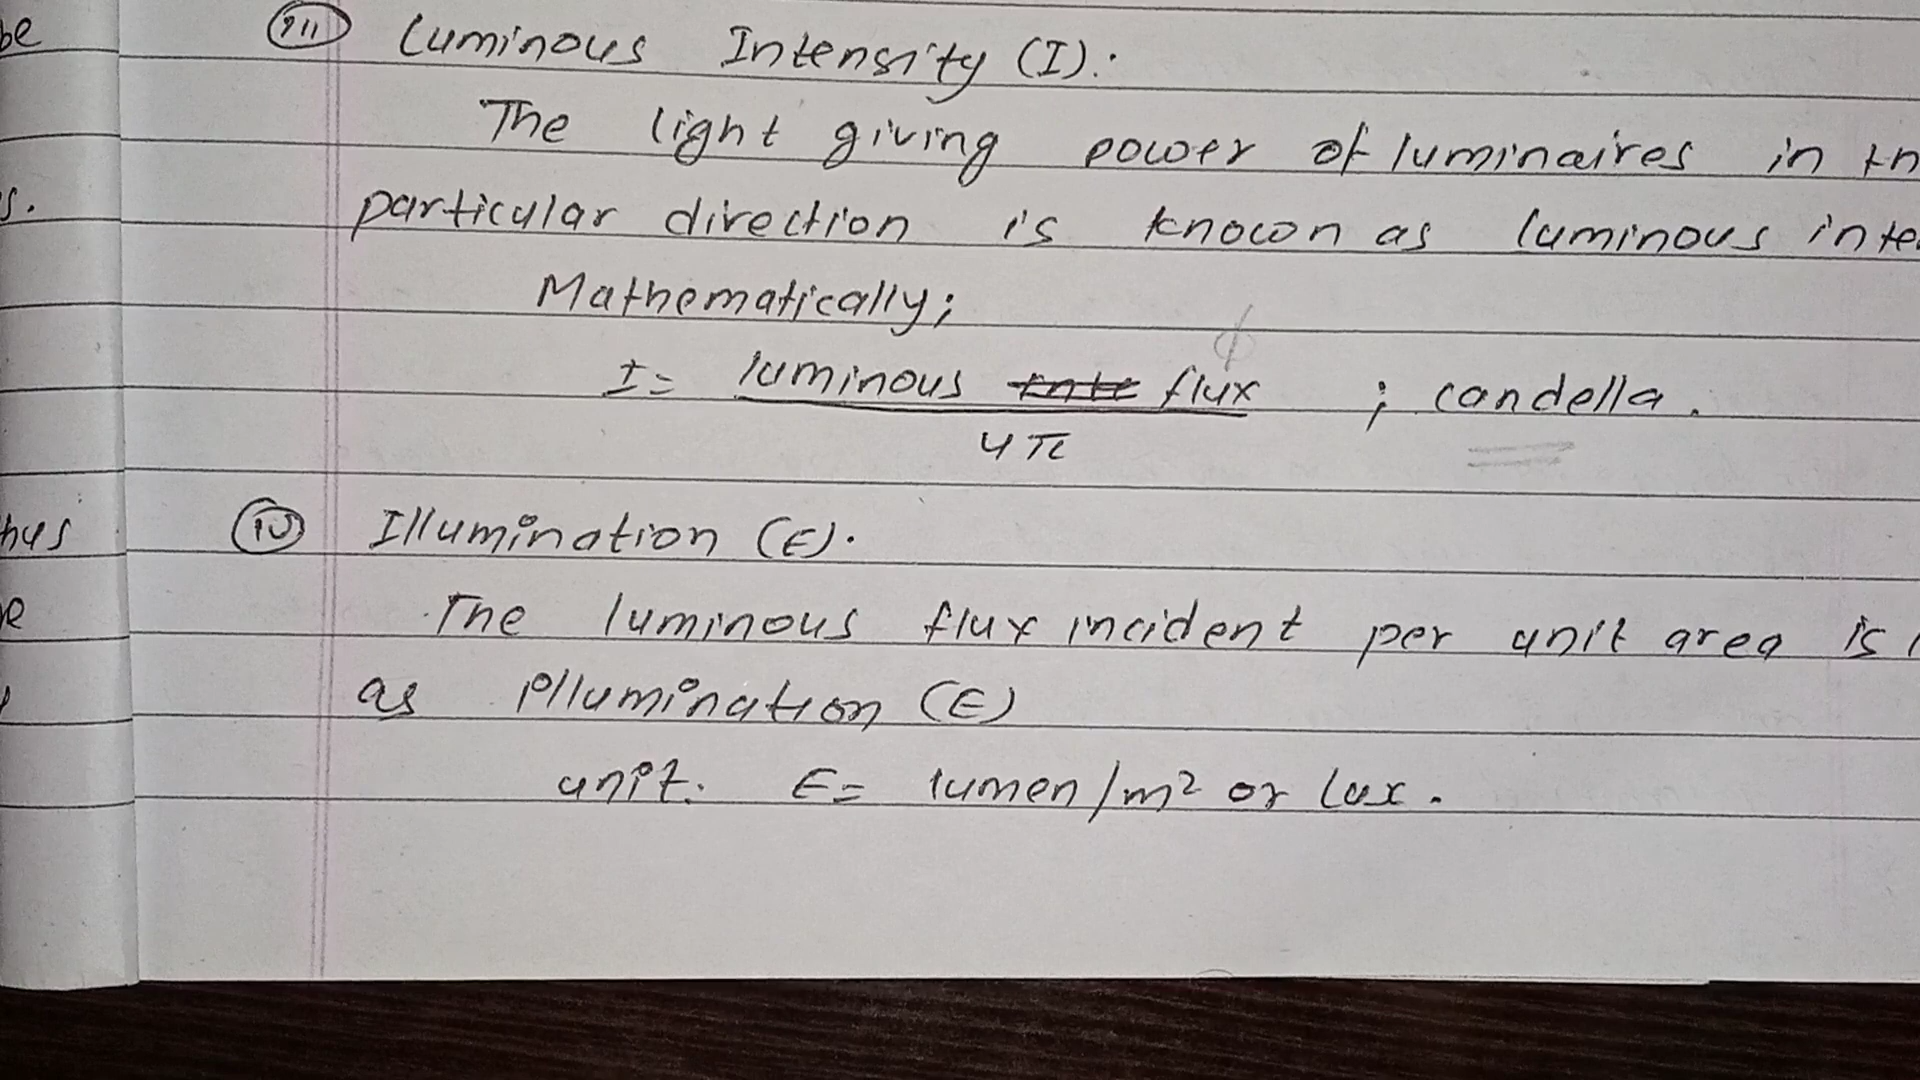 be
(iii) Luminous Intensity (I):
The light giving power of luminaires in th
s.
particular direction is known as luminous inte
Mathematically;
ϕ
I = luminous flux ; candella.
4π
(iv) Illumination (E).
hus
The luminous flux incident per unit area is
e
as illumination (E)
unit: E = lumen/m² or lux.